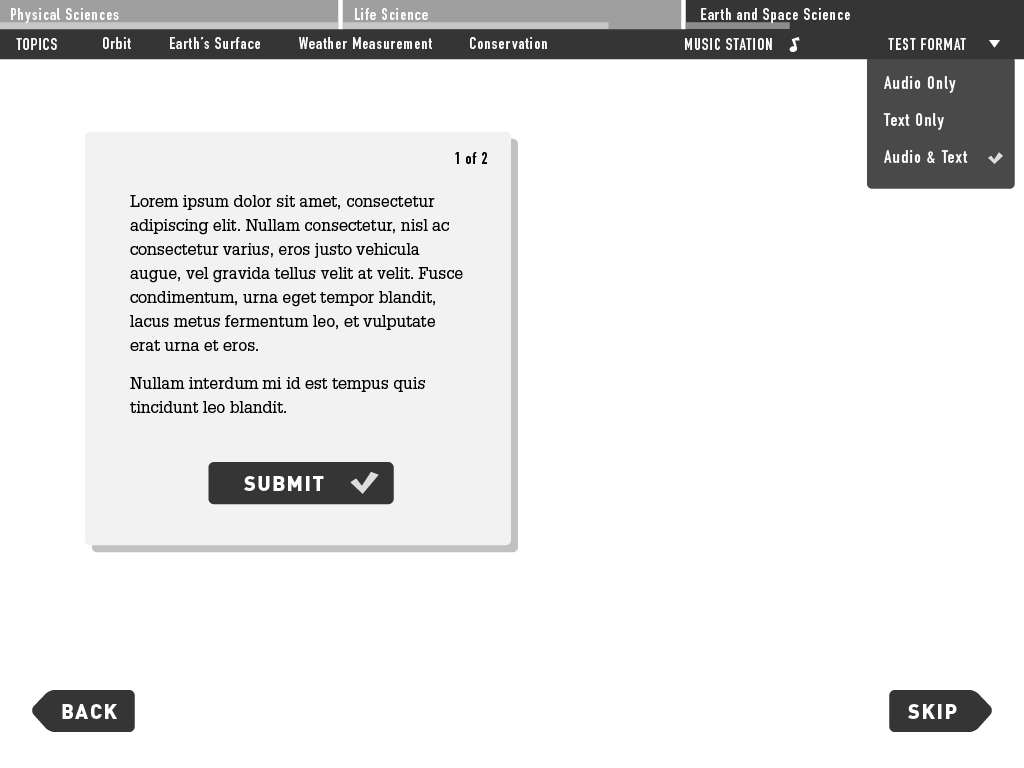 Physical Sciences
Life Science
Earth and Space Science
TOPICS
Orbit
Earth's Surface
Weather Measurement
Conservation
MUSIC STATION
TEST FORMAT
Audio Only
Text Only
Audio & Text
1 of 2
Lorem ipsum dolor sit amet, consectetur
adipiscing elit. Nullam consectetur, nisl ac
consectetur varius, eros justo vehicula
augue, vel gravida tellus velit at velit. Fusce
condimentum, urna eget tempor blandit,
lacus metus fermentum leo, et vulputate
erat urna et eros.
Nullam interdum mi id est tempus quis
tincidunt leo blandit.
SUBMIT
BACK
SKIP